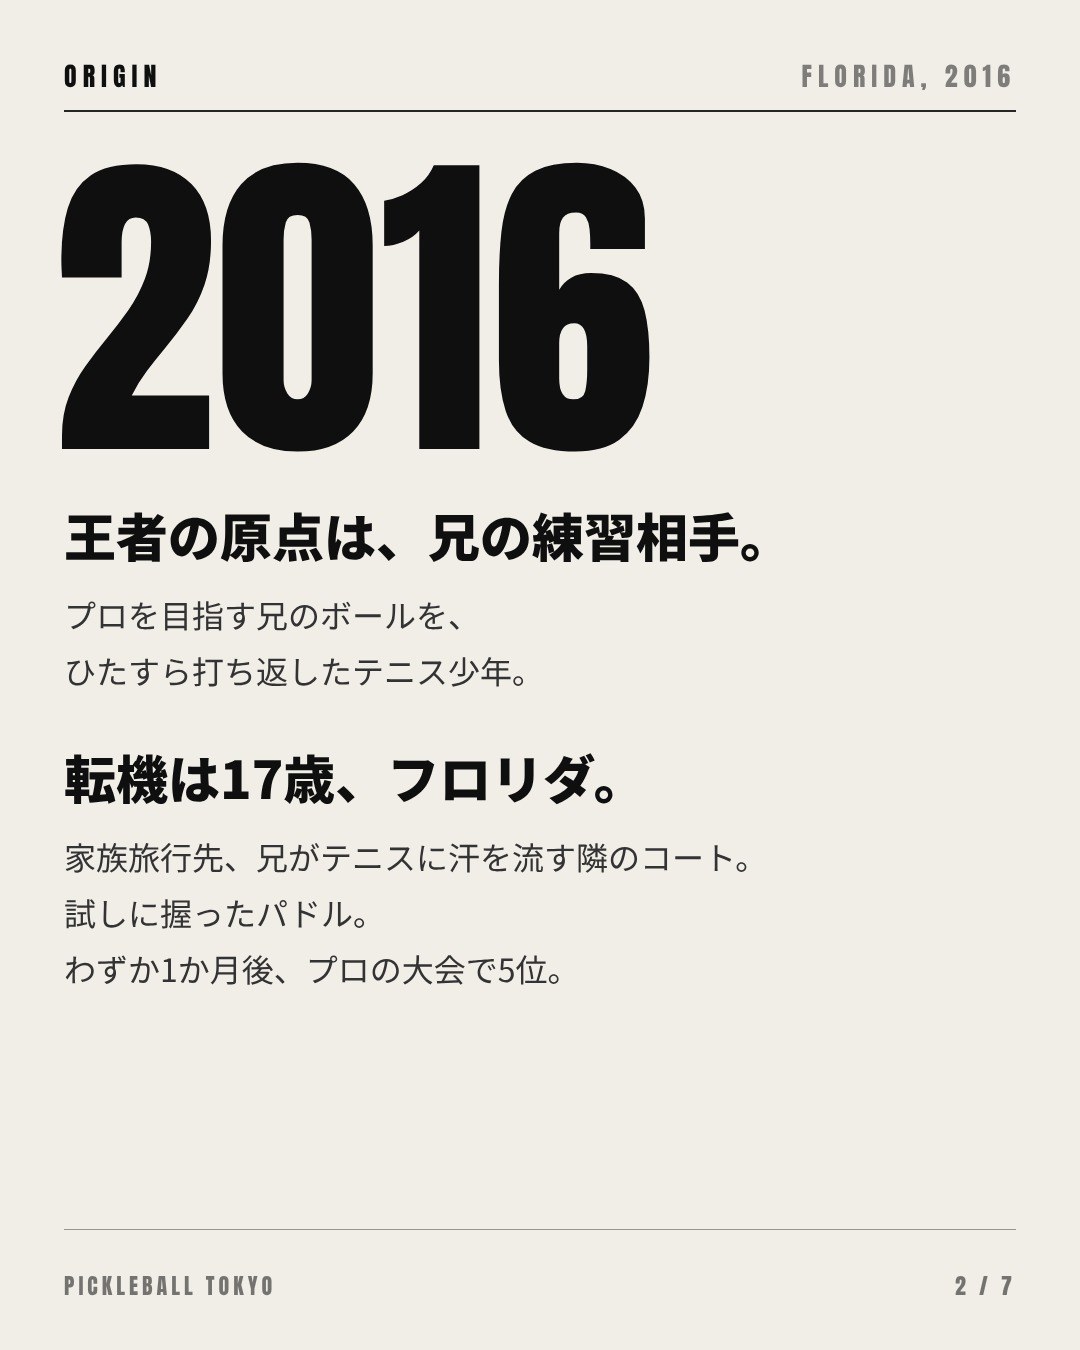 ORIGIN
FLORIDA, 2016
2016
王者の原点は、兄の練習相手。
プロを目指す兄のボールを、
ひたすら打ち返したテニス少年。
転機は17歳、フロリダ。
家族旅行先、兄がテニスに汗を流す隣のコート。
試しに握ったパドル。
わずか1か月後、プロの大会で5位。
PICKLEBALL TOKYO
2 / 7